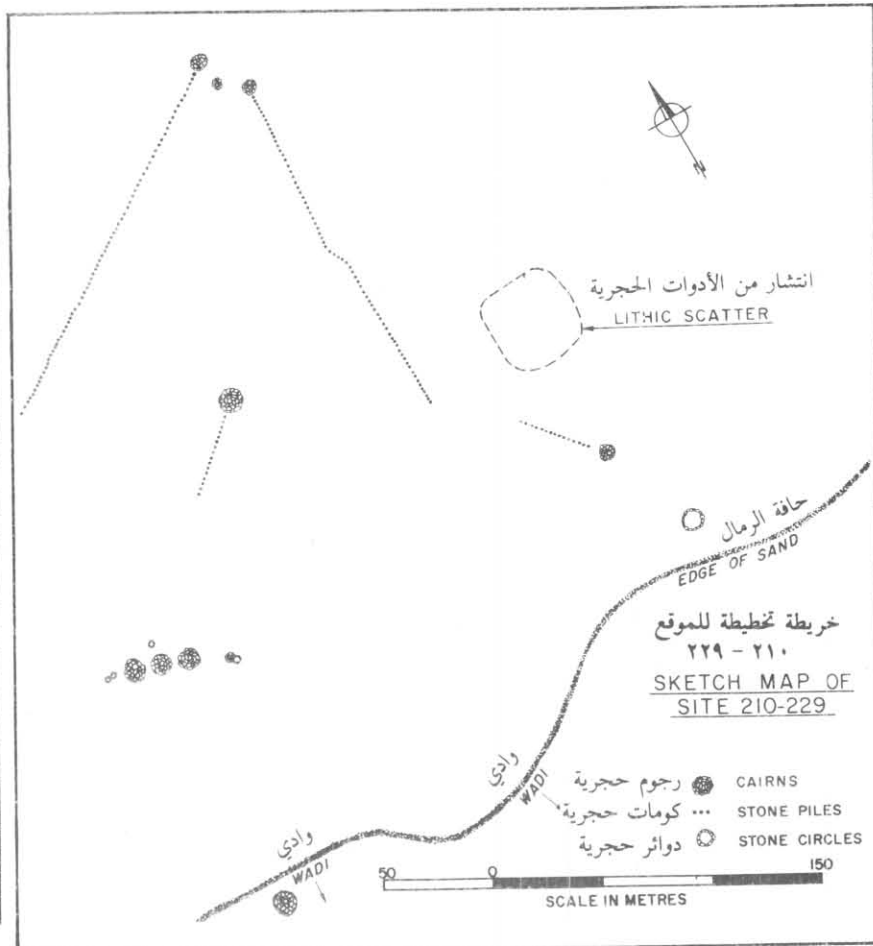 N
انتشار من الأدوات الحجرية
LITHIC SCATTER
حافة الرمال
EDGE OF SAND
خريطة تخطيطة للموقع
٢١٠ - ٢٢٩
SKETCH MAP OF
SITE 210-229
وادي
WADI
وادي
WADI
رجوم حجرية CAIRNS
كومات حجرية STONE PILES
دوائر حجرية STONE CIRCLES
50 0 150
SCALE IN METRES